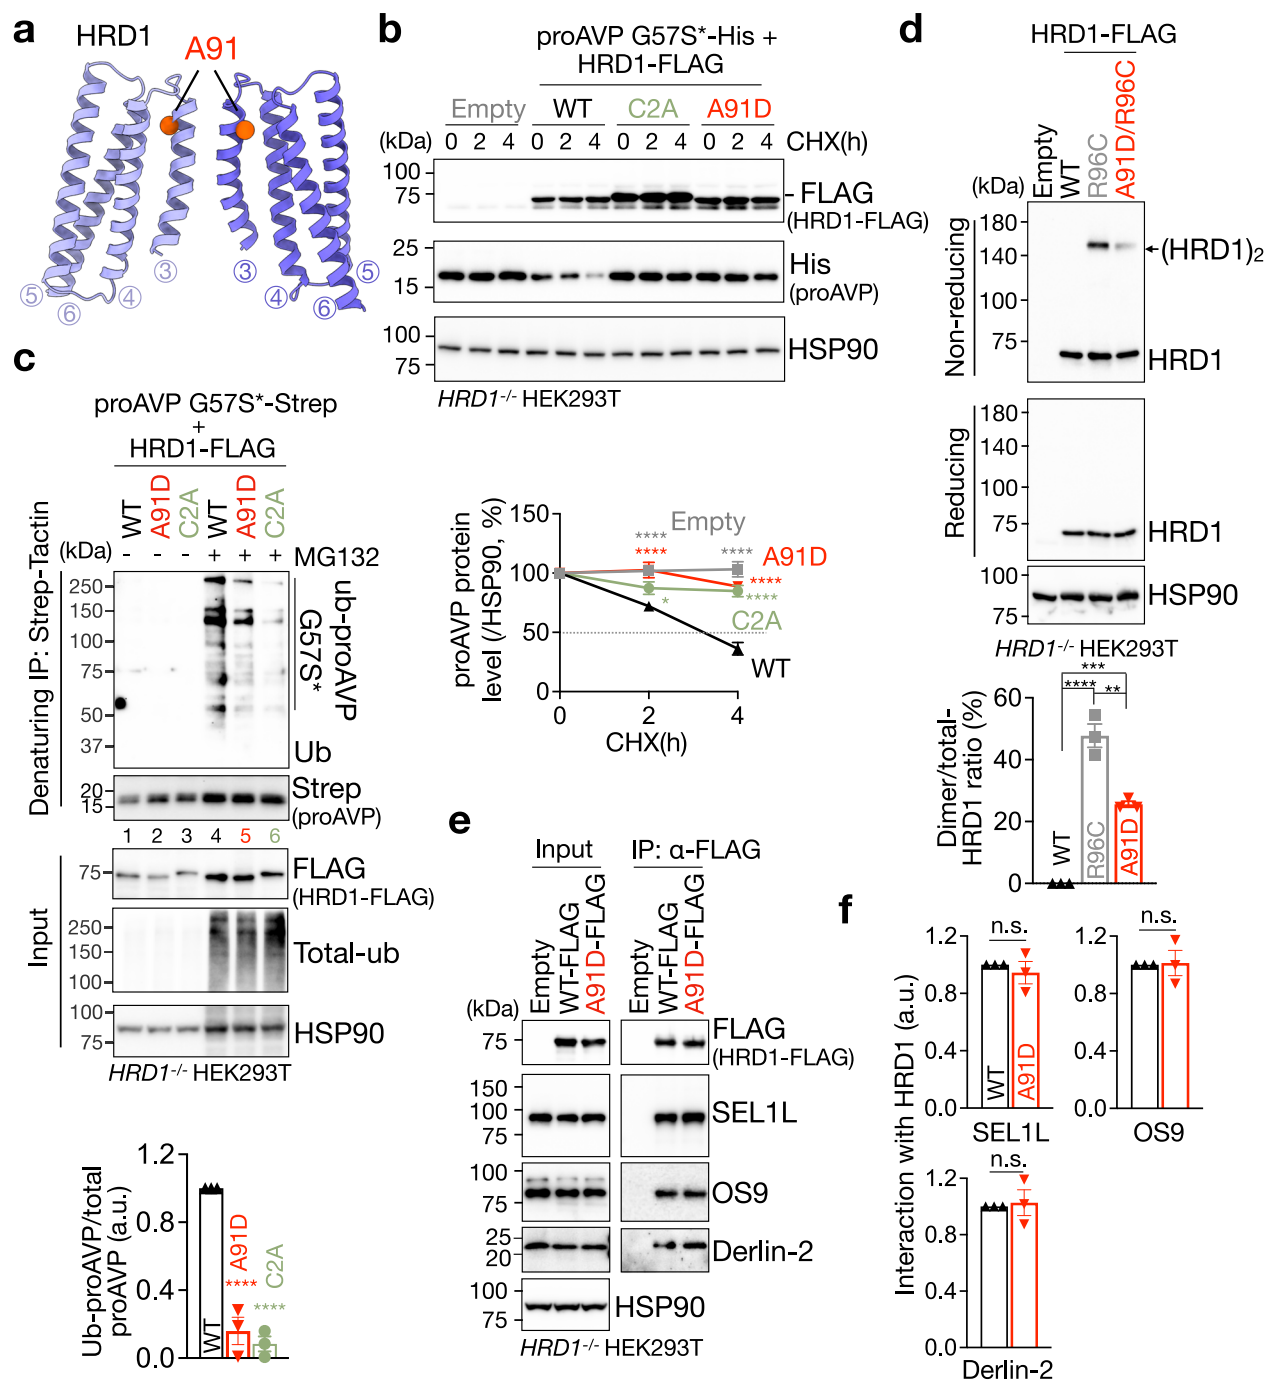 a
HRD1
A91
③
③
④
④
⑤
⑤
⑥
⑥
b
proAVP G57S*-His +
HRD1-FLAG
Empty WT C2A A91D
(kDa) 0 2 4 0 2 4 0 2 4 0 2 4 CHX(h)
100
75
FLAG
(HRD1-FLAG)
25
15
His
(proAVP)
100
75
HSP90
HRD1-/- HEK293T
proAVP protein
level (/HSP90, %)
150
100
50
0
0 2 4
CHX(h)
Empty
**** ****
****
A91D
****
****
*
C2A
WT
c
proAVP G57S*-Strep
+
HRD1-FLAG
WT A91D C2A WT A91D C2A
(kDa) - - - + + + MG132
Denaturing IP: Strep-Tactin
250
150
100
75
50
37
ub-proAVP
G57S*
Ub
20
15
Strep
(proAVP)
1 2 3 4 5 6
Input
75
FLAG
(HRD1-FLAG)
250
150
100
Total-ub
100
75
HSP90
HRD1-/- HEK293T
Ub-proAVP/total
proAVP (a.u.)
1.2
0.8
0.4
0.0
WT
A91D
****
C2A
****
d
HRD1-FLAG
Empty WT R96C A91D/R96C
(kDa)
Non-reducing
180
140
100
75
(HRD1)2
HRD1
Reducing
180
140
100
75
HRD1
100
75
HSP90
HRD1-/- HEK293T
Dimer/total-
HRD1 ratio (%)
60
40
20
0
***
**** **
WT
R96C
A91D
e
Input IP: α-FLAG
Empty WT-FLAG A91D-FLAG Empty WT-FLAG A91D-FLAG
(kDa)
75
FLAG
(HRD1-FLAG)
150
100
75
SEL1L
100
75
OS9
25
20
Derlin-2
75
HSP90
HRD1-/- HEK293T
f
Interaction with HRD1 (a.u.)
1.2
0.8
0.4
0.0
n.s.
WT
A91D
SEL1L
1.2
0.8
0.4
0.0
n.s.
OS9
1.2
0.8
0.4
0.0
n.s.
Derlin-2